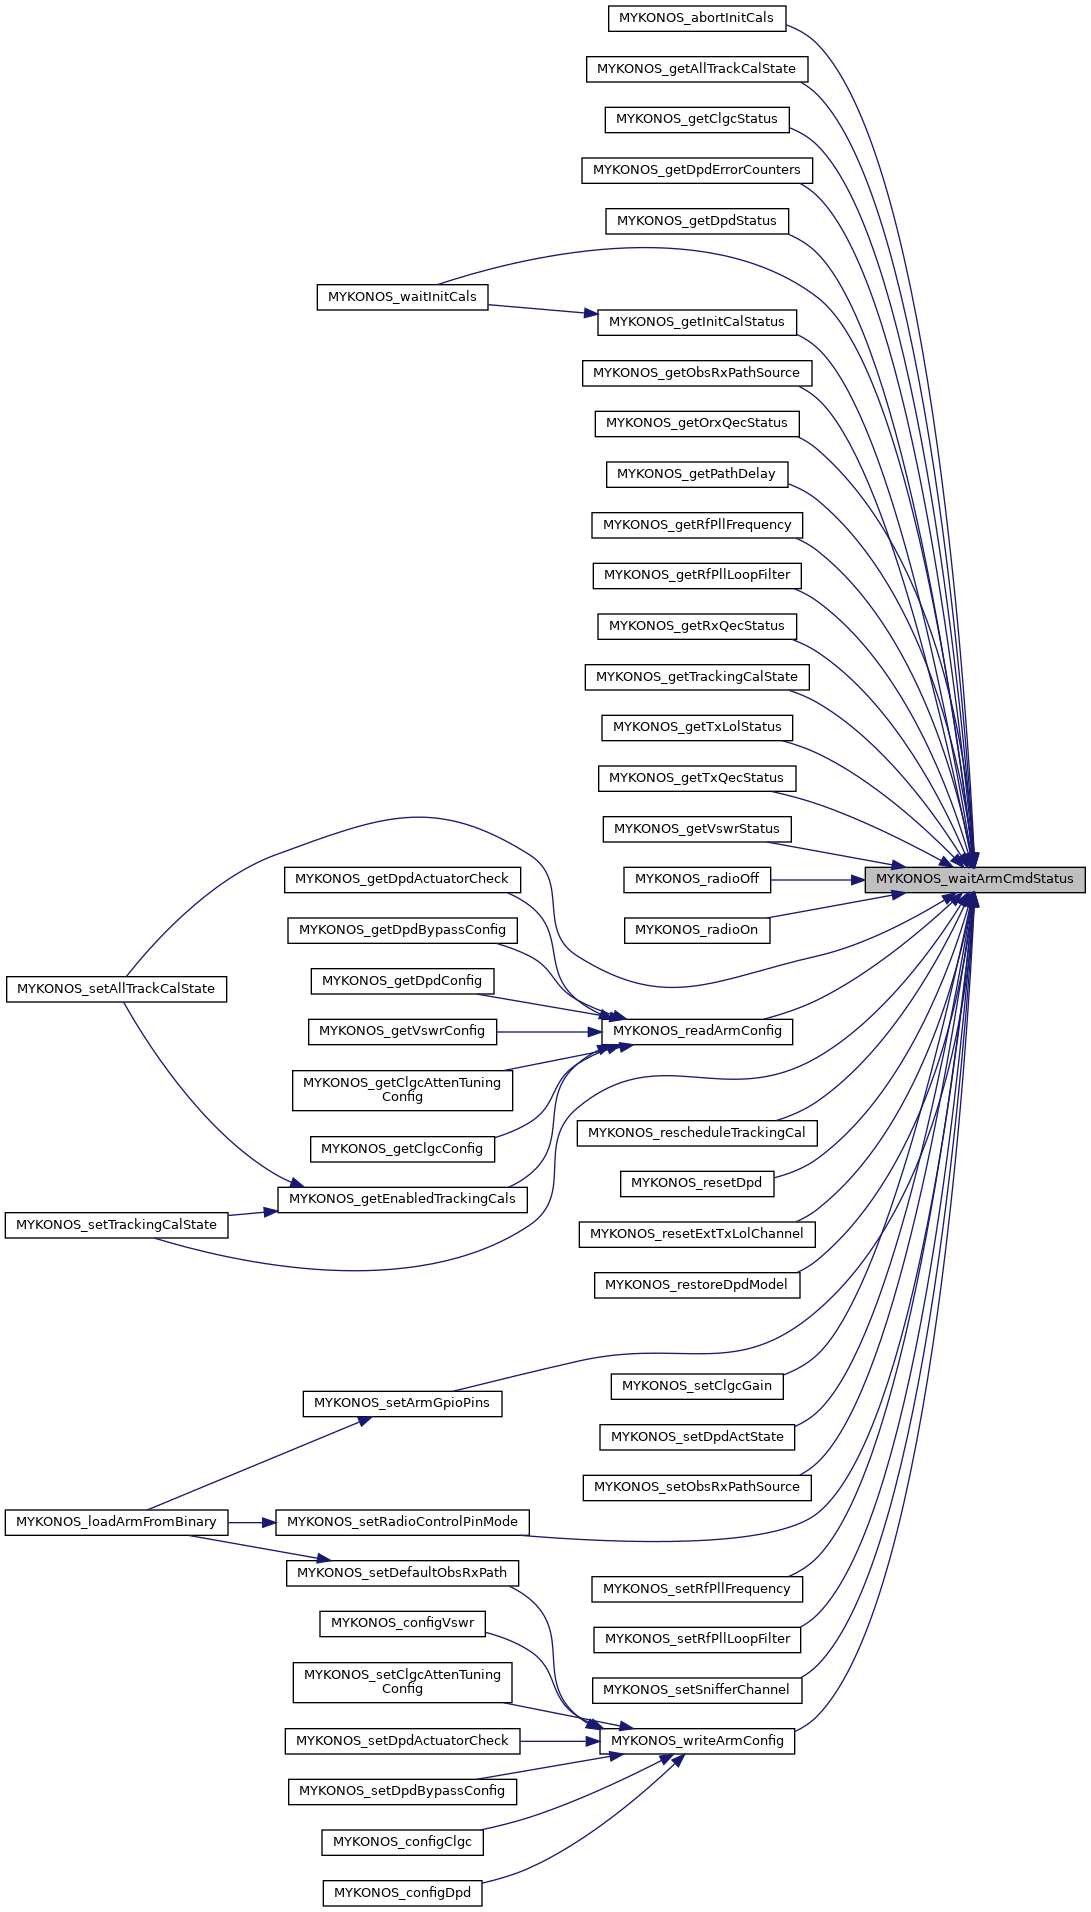 MYKONOS_abortInitCals
MYKONOS_getAllTrackCalState
MYKONOS_getClgcStatus
MYKONOS_getDpdErrorCounters
MYKONOS_getDpdStatus
MYKONOS_waitInitCals
MYKONOS_getInitCalStatus
MYKONOS_getObsRxPathSource
MYKONOS_getOrxQecStatus
MYKONOS_getPathDelay
MYKONOS_getRfPllFrequency
MYKONOS_getRfPllLoopFilter
MYKONOS_getRxQecStatus
MYKONOS_getTrackingCalState
MYKONOS_getTxLolStatus
MYKONOS_getTxQecStatus
MYKONOS_getVswrStatus
MYKONOS_getDpdActuatorCheck
MYKONOS_radioOff
MYKONOS_waitArmCmdStatus
MYKONOS_getDpdBypassConfig
MYKONOS_radioOn
MYKONOS_getDpdConfig
MYKONOS_setAllTrackCalState
MYKONOS_getVswrConfig
MYKONOS_readArmConfig
MYKONOS_getClgcAttenTuning
Config
MYKONOS_rescheduleTrackingCal
MYKONOS_getClgcConfig
MYKONOS_resetDpd
MYKONOS_getEnabledTrackingCals
MYKONOS_setTrackingCalState
MYKONOS_resetExtTxLolChannel
MYKONOS_restoreDpdModel
MYKONOS_setClgcGain
MYKONOS_setArmGpioPins
MYKONOS_setDpdActState
MYKONOS_setObsRxPathSource
MYKONOS_loadArmFromBinary
MYKONOS_setRadioControlPinMode
MYKONOS_setDefaultObsRxPath
MYKONOS_setRfPllFrequency
MYKONOS_configVswr
MYKONOS_setRfPllLoopFilter
MYKONOS_setClgcAttenTuning
Config
MYKONOS_setSnifferChannel
MYKONOS_setDpdActuatorCheck
MYKONOS_writeArmConfig
MYKONOS_setDpdBypassConfig
MYKONOS_configClgc
MYKONOS_configDpd